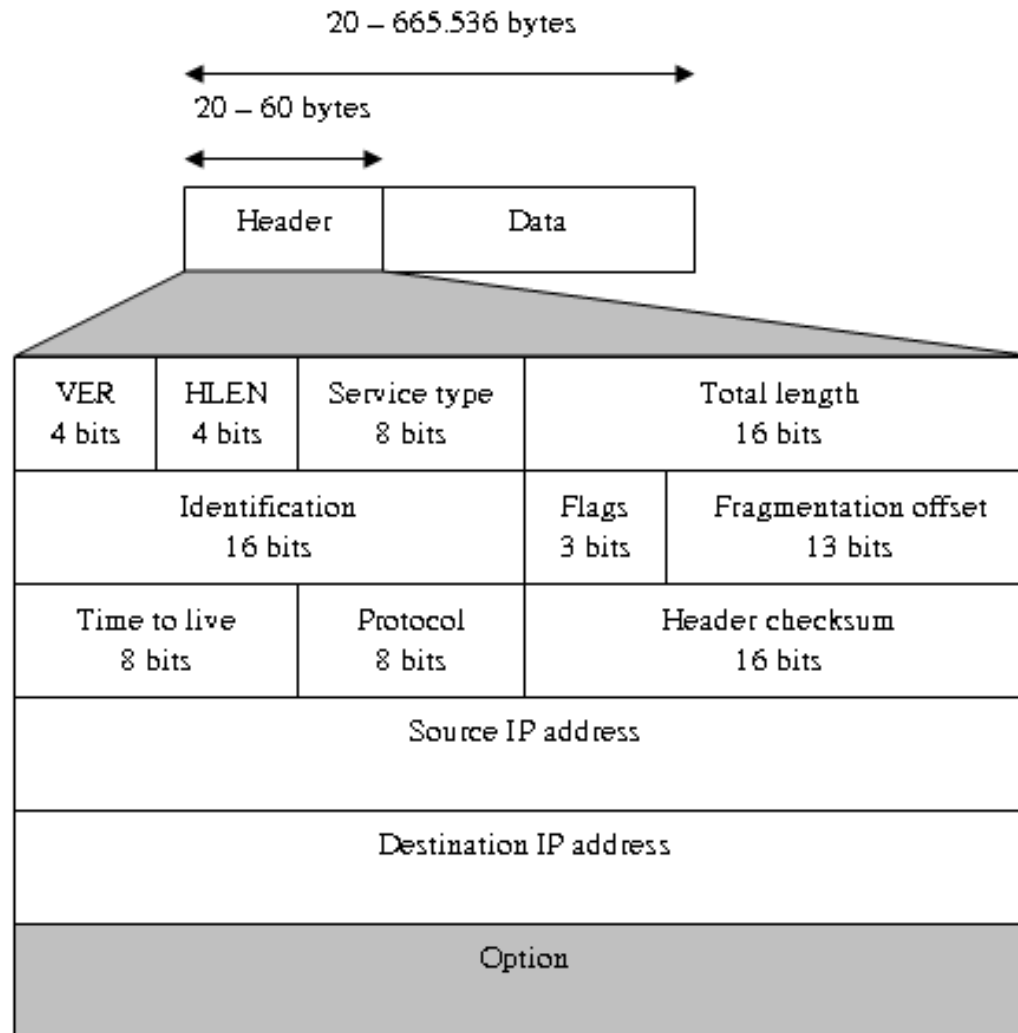 20 – 665.536 bytes
20 – 60 bytes
Header
Data
VER
4 bits
HLEN
4 bits
Service type
8 bits
Total length
16 bits
Identification
16 bits
Flags
3 bits
Fragmentation offset
13 bits
Time to live
8 bits
Protocol
8 bits
Header checksum
16 bits
Source IP address
Destination IP address
Option